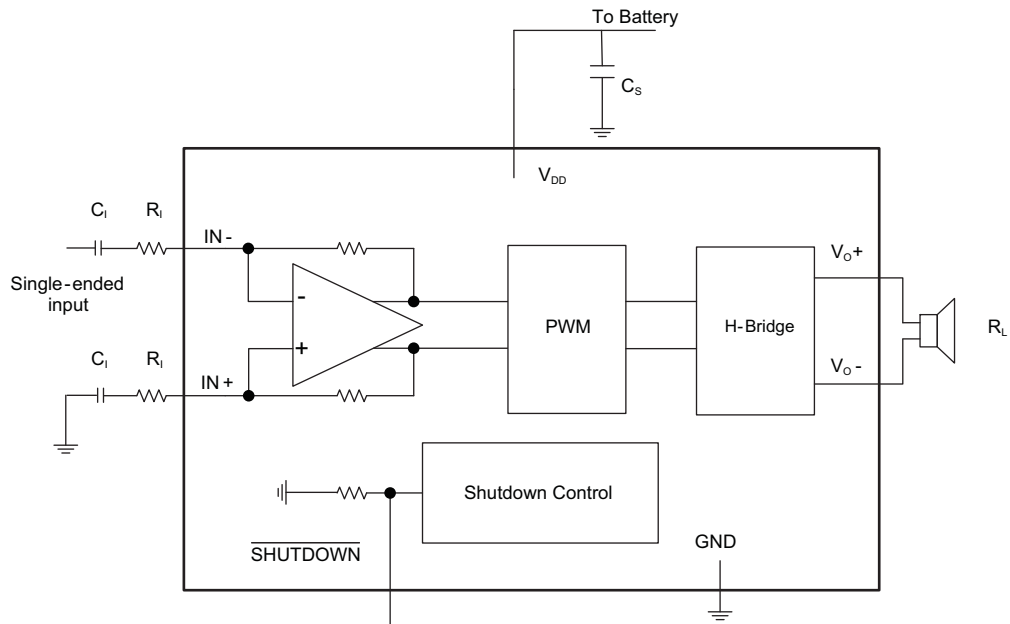 To Battery
C_S
V_DD
C_I
R_I
IN -
Single-ended
input
-
PWM
H-Bridge
V_O+
R_L
C_I
R_I
IN +
+
V_O-
Shutdown Control
SHUTDOWN
GND